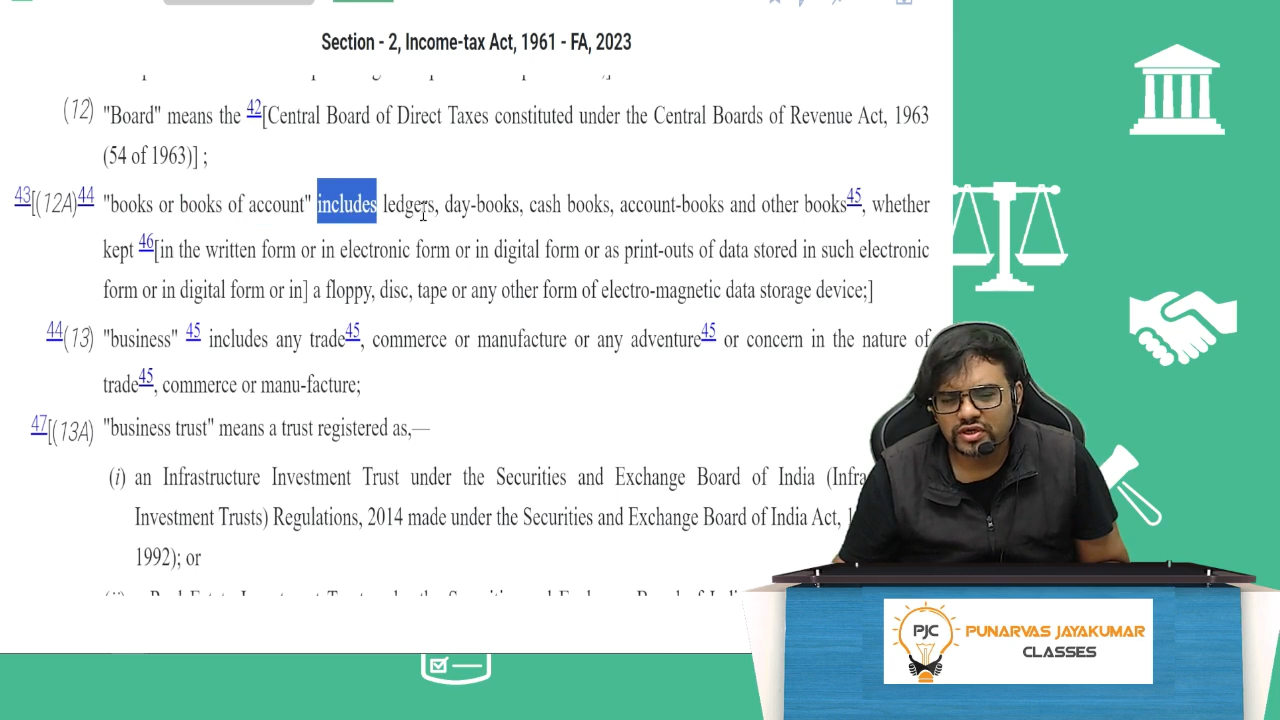 Section - 2, Income-tax Act, 1961 - FA, 2023
(12) "Board" means the 42[Central Board of Direct Taxes constituted under the Central Boards of Revenue Act, 1963
(54 of 1963)] ;
43[(12A)44 "books or books of account" includes ledgers, day-books, cash books, account-books and other books45, whether
kept 46[in the written form or in electronic form or in digital form or as print-outs of data stored in such electronic
form or in digital form or in] a floppy, disc, tape or any other form of electro-magnetic data storage device;]
44(13) "business" 45 includes any trade45, commerce or manufacture or any adventure45 or concern in the nature of
trade45, commerce or manu-facture;
47[(13A) "business trust" means a trust registered as,—
(i) an Infrastructure Investment Trust under the Securities and Exchange Board of India
Investment Trusts) Regulations, 2014 made under the Securities and Exchange Board of India Act,
1992); or
PJC
PUNARVAS JAYAKUMAR
CLASSES